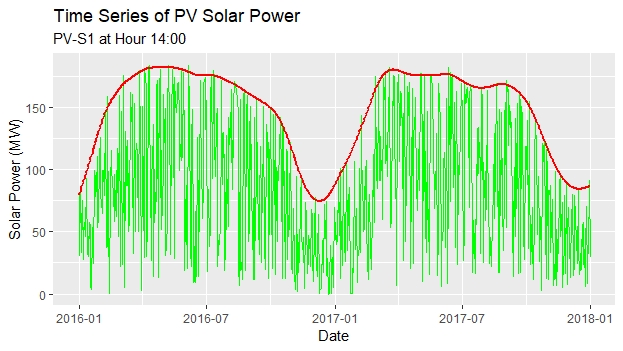 Time Series of PV Solar Power
PV-S1 at Hour 14:00
Solar Power (MW)
150
100
50
0
2016-01
2016-07
2017-01
2017-07
2018-01
Date